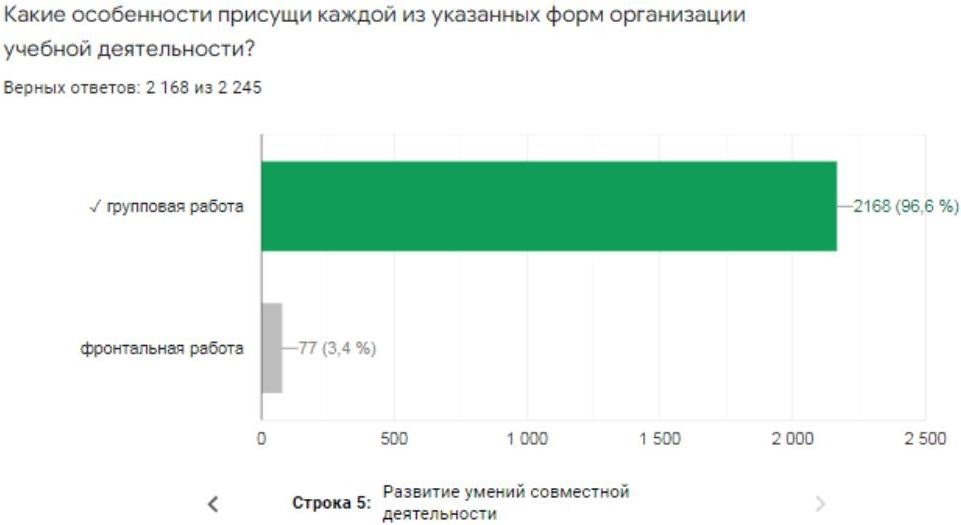 Какие особенности присущи каждой из указанных форм организации
учебной деятельности?
Верных ответов: 2 168 из 2 245
✓ групповая работа
2168 (96,6 %)
фронтальная работа
77 (3,4 %)
0 500 1 000 1 500 2 000 2 500
Строка 5: Развитие умений совместной
деятельности